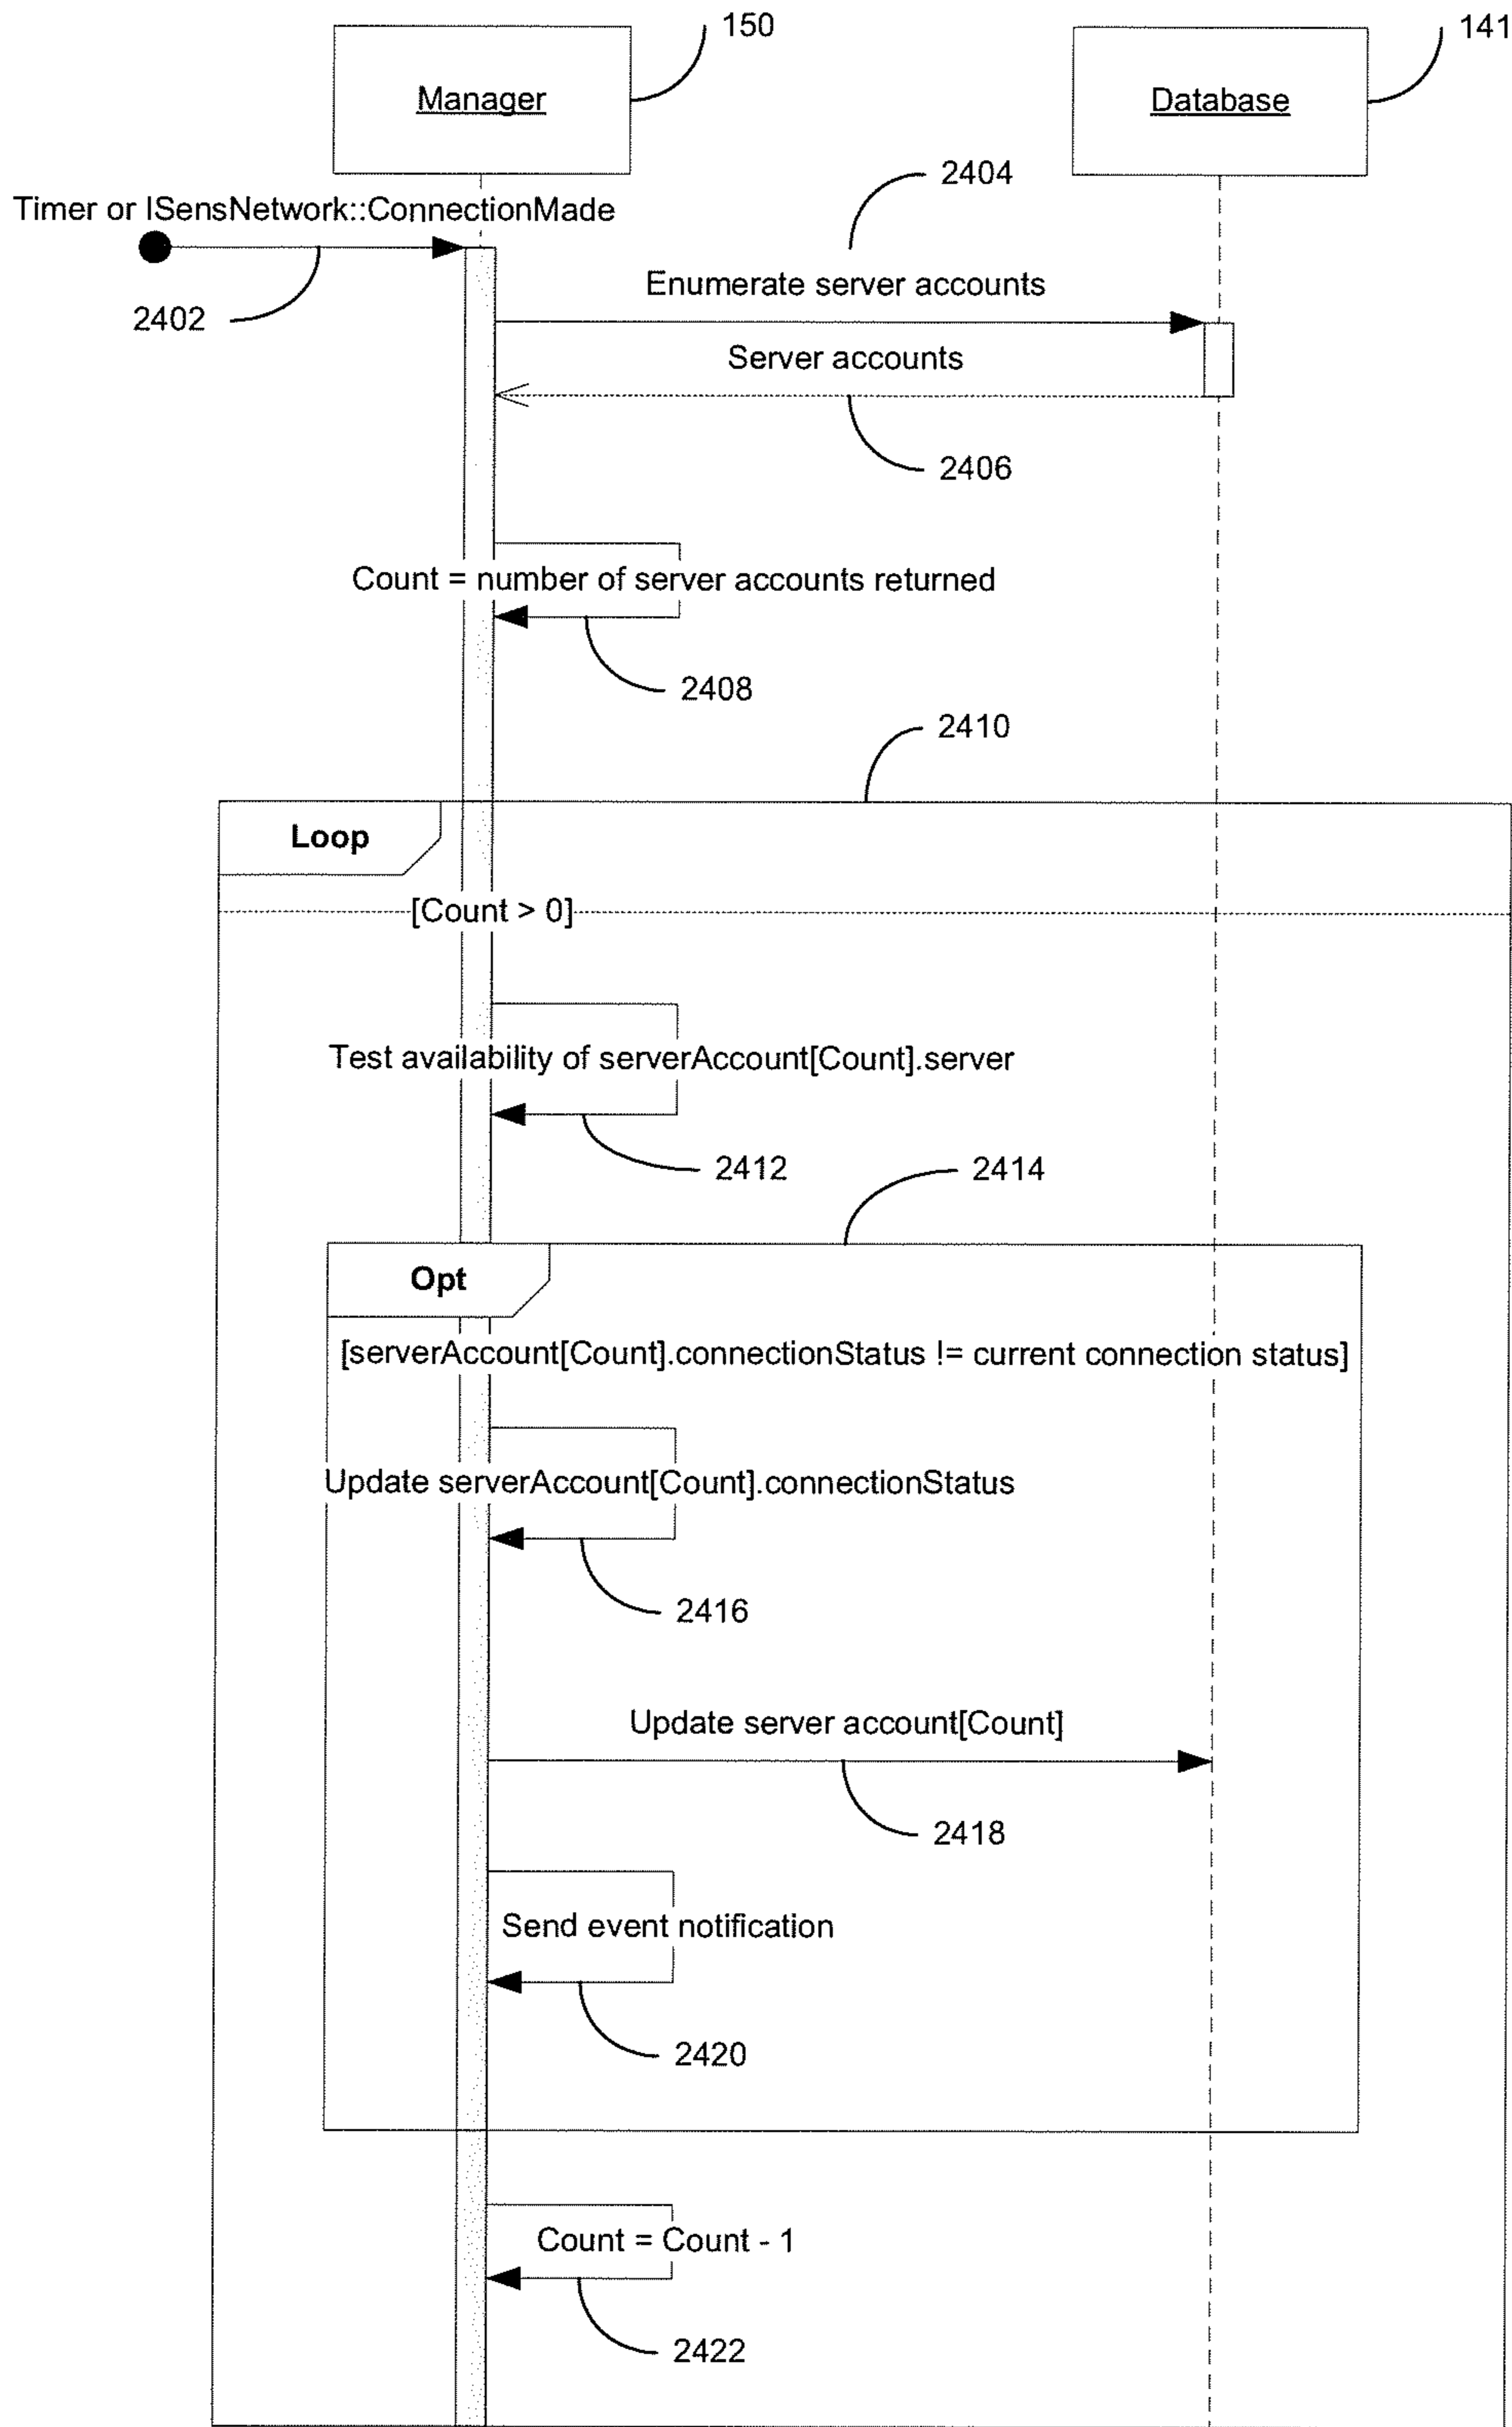 150
141
Manager
Database
2404
Timer or ISensNetwork::ConnectionMade
Enumerate server accounts
2402
Server accounts
2406
Count = number of server accounts returned
2408
2410
Loop
[Count > 0]
Test availability of serverAccount[Count].server
2412
2414
Opt
[serverAccount[Count].connectionStatus != current connection status]
Update serverAccount[Count].connectionStatus
2416
Update server account[Count]
2418
Send event notification
2420
Count = Count - 1
2422